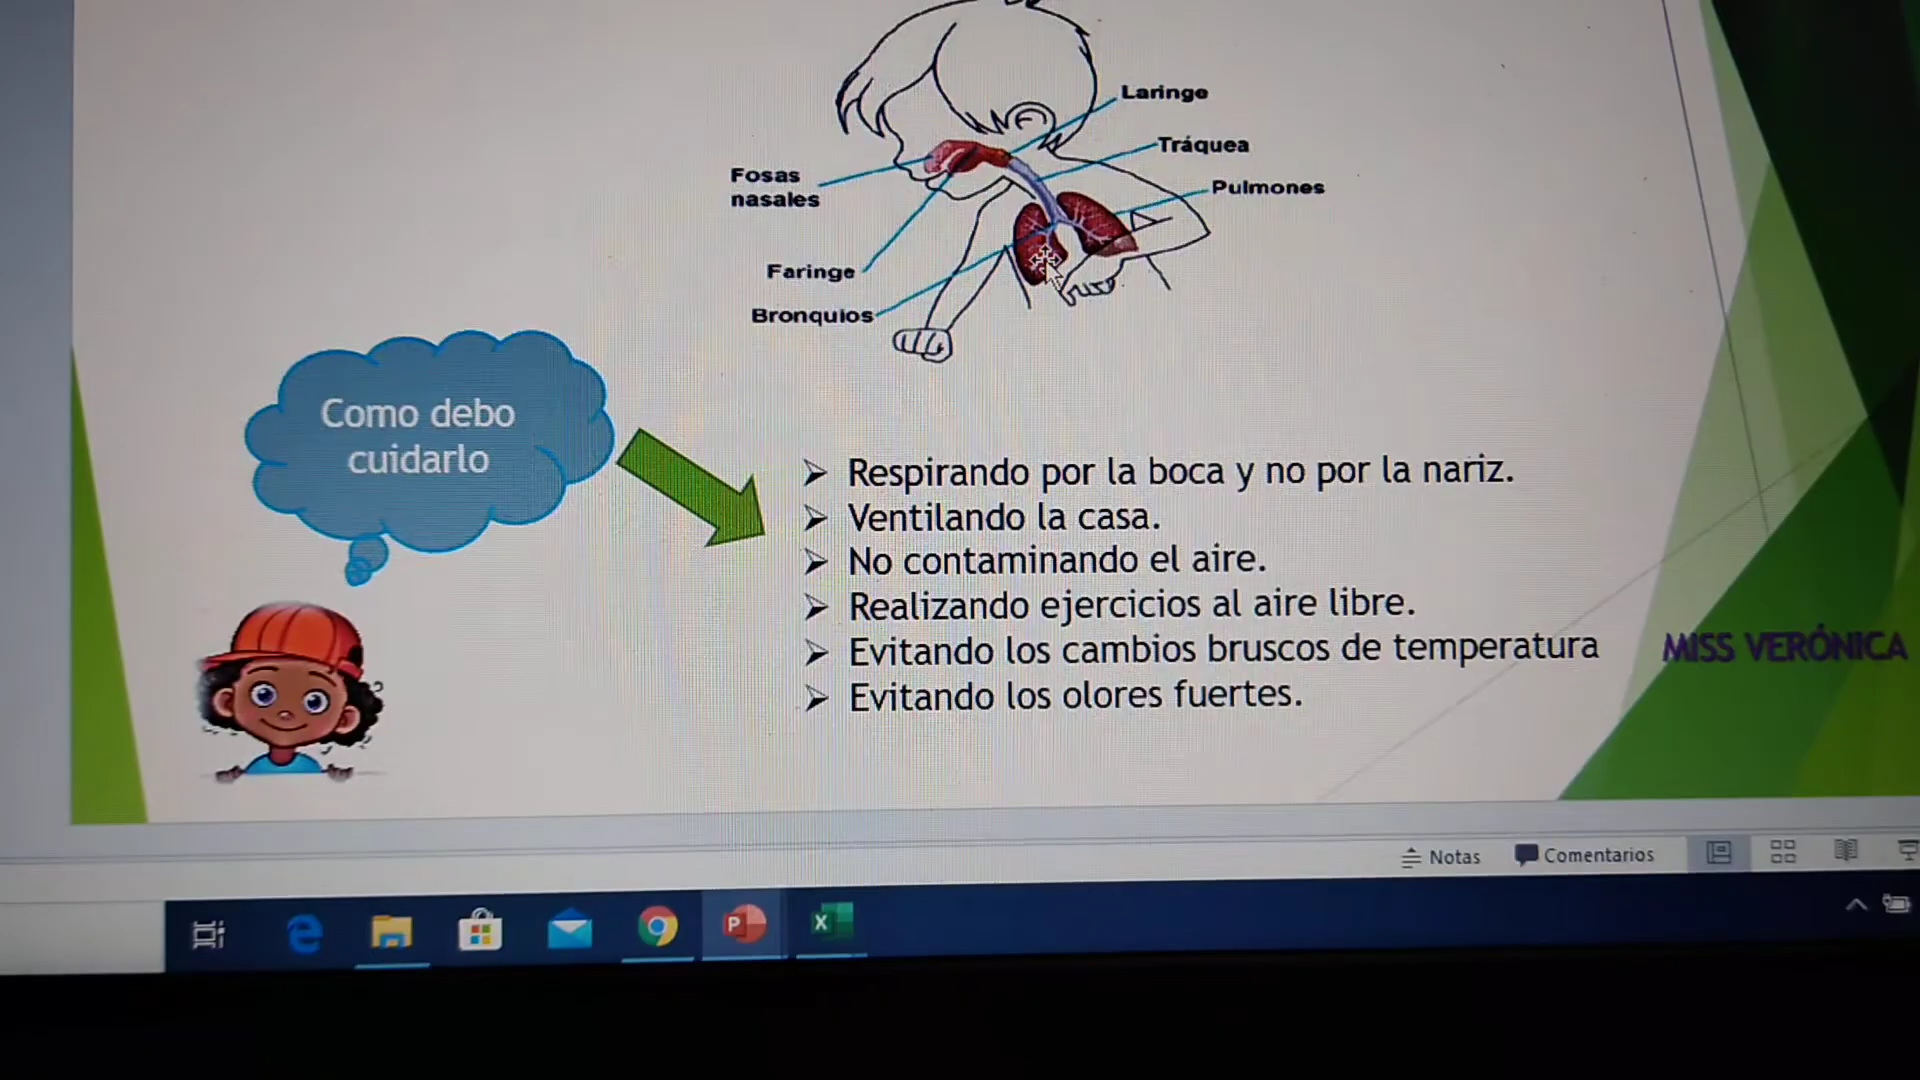 Laringe
Tráquea
Pulmones
Fosas
nasales
Faringe
Bronquios
Como debo
cuidarlo
Respirando por la boca y no por la nariz.
Ventilando la casa.
No contaminando el aire.
Realizando ejercicios al aire libre.
Evitando los cambios bruscos de temperatura
Evitando los olores fuertes.
MISS VERÓNICA
Notas
Comentarios